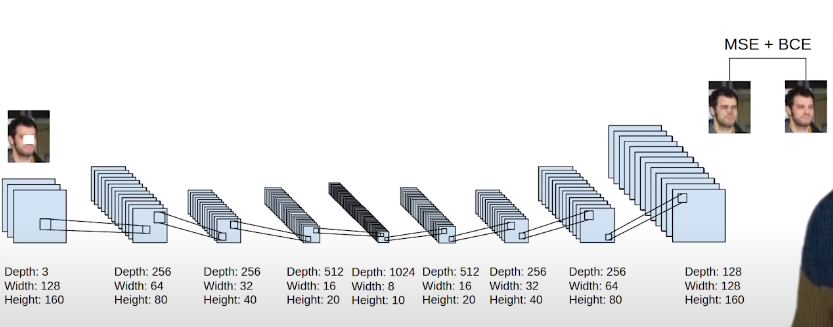 MSE + BCE
Depth: 3
Width: 128
Height: 160
Depth: 256
Width: 64
Height: 80
Depth: 256
Width: 32
Height: 40
Depth: 512
Width: 16
Height: 20
Depth: 1024
Width: 8
Height: 10
Depth: 512
Width: 16
Height: 20
Depth: 256
Width: 32
Height: 40
Depth: 256
Width: 64
Height: 80
Depth: 128
Width: 128
Height: 160